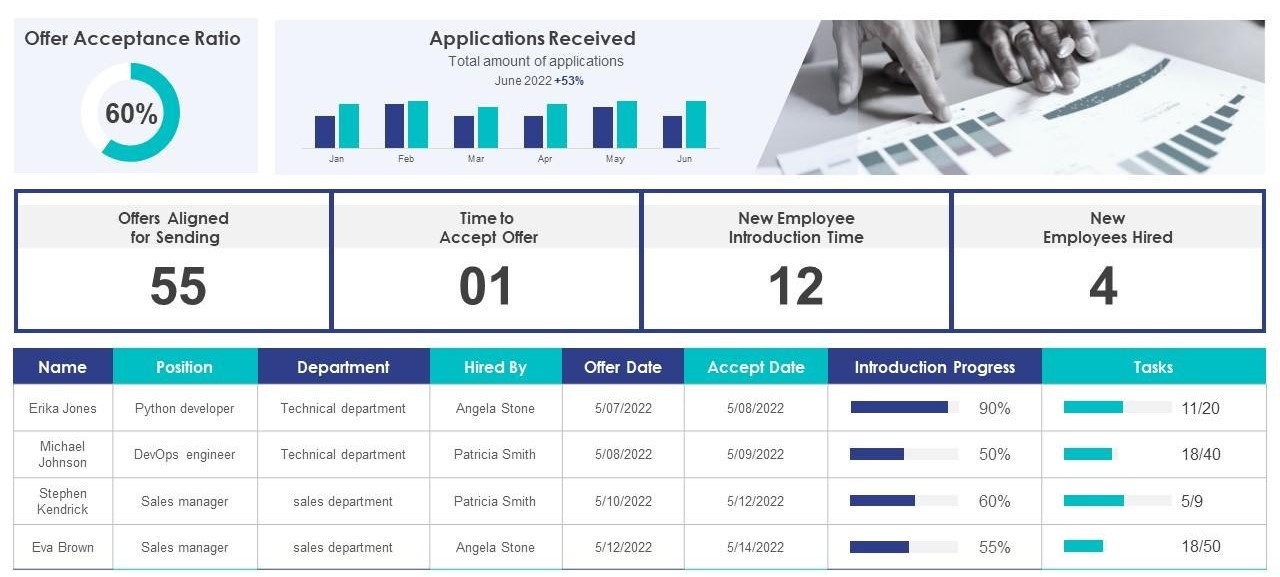 Offer Acceptance Ratio
60%
Applications Received
Total amount of applications
June 2022 +53%
Jan Feb Mar Apr May Jun
Offers Aligned
for Sending
55
Time to
Accept Offer
01
New Employee
Introduction Time
12
New
Employees Hired
4
Name Position Department Hired By Offer Date Accept Date Introduction Progress Tasks
Erika Jones Python developer Technical department Angela Stone 5/07/2022 5/08/2022 90% 11/20
Michael
Johnson
DevOps engineer Technical department Patricia Smith 5/08/2022 5/09/2022 50% 18/40
Stephen
Kendrick
Sales manager sales department Patricia Smith 5/10/2022 5/12/2022 60% 5/9
Eva Brown Sales manager sales department Angela Stone 5/12/2022 5/14/2022 55% 18/50